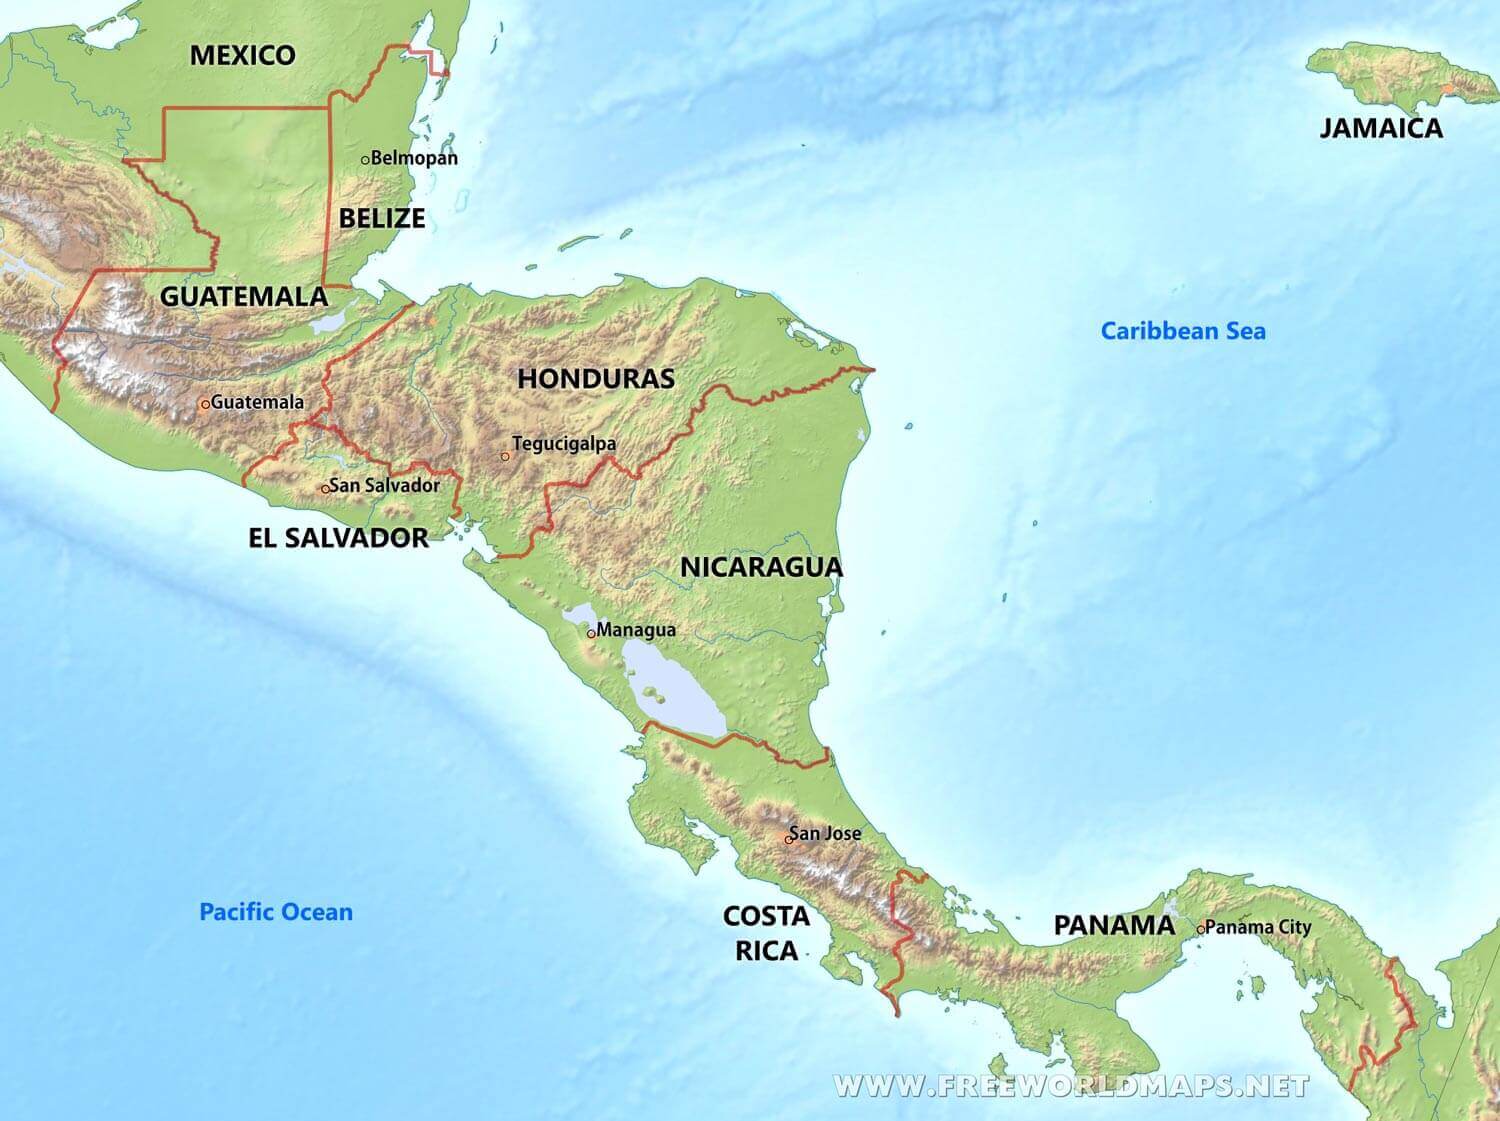 MEXICO
JAMAICA
Belmopan
BELIZE
GUATEMALA
Caribbean Sea
HONDURAS
Guatemala
Tegucigalpa
San Salvador
EL SALVADOR
NICARAGUA
Managua
San Jose
Pacific Ocean
COSTA
RICA
PANAMA
Panama City
WWW.FREEWORLDMAPS.NET